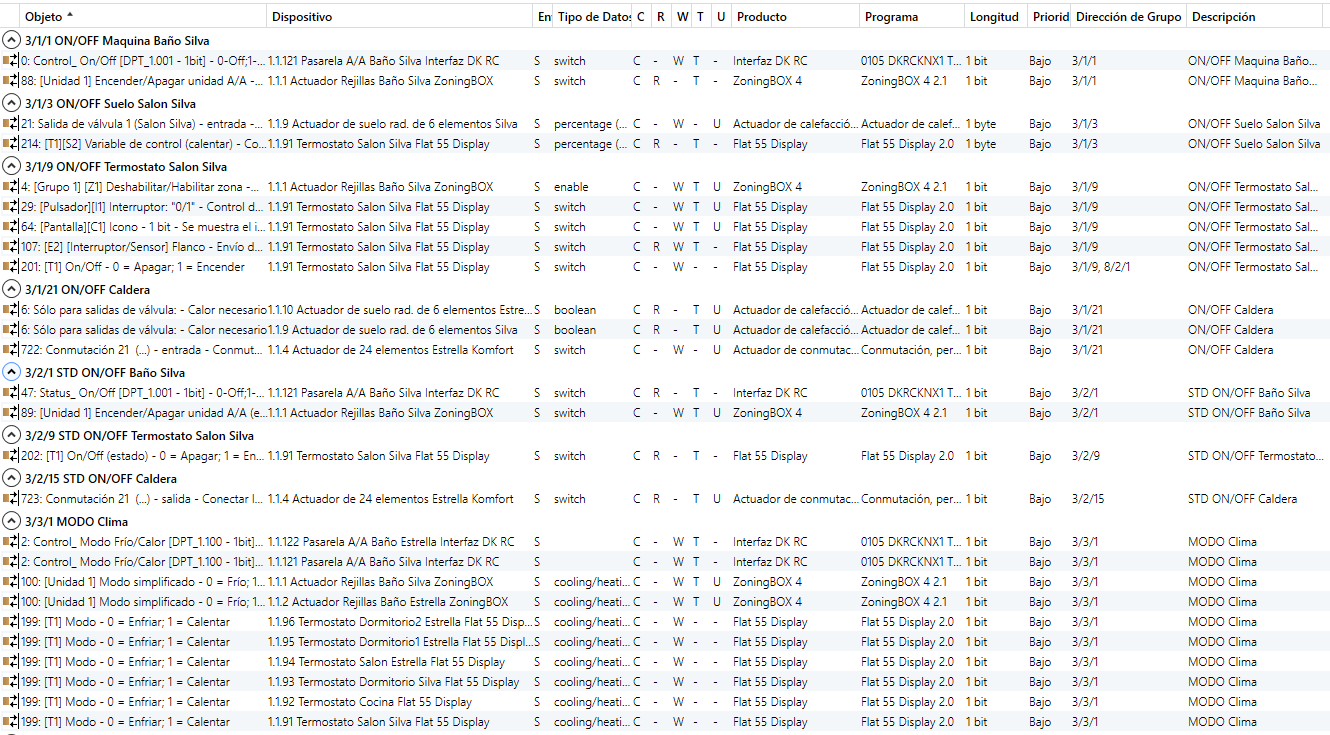 Objeto Dispositivo En Tipo de Datos C R W T U Producto Programa Longitud Priorid Dirección de Grupo Descripción
3/1/1 ON/OFF Maquina Baño Silva
0: Control_ On/Off [DPT_1.001 - 1bit] - 0-Off;1-... 1.1.121 Pasarela A/A Baño Silva Interfaz DK RC S switch C - W T - Interfaz DK RC 0105 DKRCKNX1 T... 1 bit Bajo 3/1/1 ON/OFF Maquina Baño...
88: [Unidad 1] Encender/Apagar unidad A/A -... 1.1.1 Actuador Rejillas Baño Silva ZoningBOX S switch C R - T - ZoningBOX 4 ZoningBOX 4 2.1 1 bit Bajo 3/1/1 ON/OFF Maquina Baño...
3/1/3 ON/OFF Suelo Salon Silva
21: Salida de válvula 1 (Salon Silva) - entrada -... 1.1.9 Actuador de suelo rad. de 6 elementos Silva S percentage (... C - W - U Actuador de calefacció... Actuador de calef... 1 byte Bajo 3/1/3 ON/OFF Suelo Salon Silva
214: [T1][S2] Variable de control (calentar) - Co... 1.1.91 Termostato Salon Silva Flat 55 Display S percentage (... C R - T - Flat 55 Display Flat 55 Display 2.0 1 byte Bajo 3/1/3 ON/OFF Suelo Salon Silva
3/1/9 ON/OFF Termostato Salon Silva
4: [Grupo 1] [Z1] Deshabilitar/Habilitar zona -... 1.1.1 Actuador Rejillas Baño Silva ZoningBOX S enable C - W T U ZoningBOX 4 ZoningBOX 4 2.1 1 bit Bajo 3/1/9 ON/OFF Termostato Sal...
29: [Pulsador][I1] Interruptor: "0/1" - Control d... 1.1.91 Termostato Salon Silva Flat 55 Display S switch C - W T U Flat 55 Display Flat 55 Display 2.0 1 bit Bajo 3/1/9 ON/OFF Termostato Sal...
64: [Pantalla][C1] Icono - 1 bit - Se muestra el i... 1.1.91 Termostato Salon Silva Flat 55 Display S switch C - W T U Flat 55 Display Flat 55 Display 2.0 1 bit Bajo 3/1/9 ON/OFF Termostato Sal...
107: [E2] [Interruptor/Sensor] Flanco - Envío d... 1.1.91 Termostato Salon Silva Flat 55 Display S switch C R W T - Flat 55 Display Flat 55 Display 2.0 1 bit Bajo 3/1/9 ON/OFF Termostato Sal...
201: [T1] On/Off - 0 = Apagar; 1 = Encender 1.1.91 Termostato Salon Silva Flat 55 Display S switch C - W - - Flat 55 Display Flat 55 Display 2.0 1 bit Bajo 3/1/9, 8/2/1 ON/OFF Termostato Sal...
3/1/21 ON/OFF Caldera
6: Sólo para salidas de válvula: - Calor necesario 1.1.10 Actuador de suelo rad. de 6 elementos Estre... S boolean C R - T U Actuador de calefacció... Actuador de calef... 1 bit Bajo 3/1/21 ON/OFF Caldera
6: Sólo para salidas de válvula: - Calor necesario 1.1.9 Actuador de suelo rad. de 6 elementos Silva S boolean C R - T U Actuador de calefacció... Actuador de calef... 1 bit Bajo 3/1/21 ON/OFF Caldera
722: Conmutación 21 (...) - entrada - Conmut... 1.1.4 Actuador de 24 elementos Estrella Komfort S switch C - W - U Actuador de conmutac... Conmutación, per... 1 bit Bajo 3/1/21 ON/OFF Caldera
3/2/1 STD ON/OFF Baño Silva
47: Status_ On/Off [DPT_1.001 - 1bit] - 0-Off;1-... 1.1.121 Pasarela A/A Baño Silva Interfaz DK RC S switch C R - T - Interfaz DK RC 0105 DKRCKNX1 T... 1 bit Bajo 3/2/1 STD ON/OFF Baño Silva
89: [Unidad 1] Encender/Apagar unidad A/A (e... 1.1.1 Actuador Rejillas Baño Silva ZoningBOX S switch C - W T U ZoningBOX 4 ZoningBOX 4 2.1 1 bit Bajo 3/2/1 STD ON/OFF Baño Silva
3/2/9 STD ON/OFF Termostato Salon Silva
202: [T1] On/Off (estado) - 0 = Apagar; 1 = En... 1.1.91 Termostato Salon Silva Flat 55 Display S switch C R - T - Flat 55 Display Flat 55 Display 2.0 1 bit Bajo 3/2/9 STD ON/OFF Termostato...
3/2/15 STD ON/OFF Caldera
723: Conmutación 21 (...) - salida - Conectar l... 1.1.4 Actuador de 24 elementos Estrella Komfort S switch C R - T U Actuador de conmutac... Conmutación, per... 1 bit Bajo 3/2/15 STD ON/OFF Caldera
3/3/1 MODO Clima
2: Control_ Modo Frío/Calor [DPT_1.100 - 1bit]... 1.1.122 Pasarela A/A Baño Estrella Interfaz DK RC S C - W T - Interfaz DK RC 0105 DKRCKNX1 T... 1 bit Bajo 3/3/1 MODO Clima
2: Control_ Modo Frío/Calor [DPT_1.100 - 1bit]... 1.1.121 Pasarela A/A Baño Silva Interfaz DK RC S C - W T - Interfaz DK RC 0105 DKRCKNX1 T... 1 bit Bajo 3/3/1 MODO Clima
100: [Unidad 1] Modo simplificado - 0 = Frío; 1... 1.1.1 Actuador Rejillas Baño Silva ZoningBOX S cooling/heati... C - W T U ZoningBOX 4 ZoningBOX 4 2.1 1 bit Bajo 3/3/1 MODO Clima
100: [Unidad 1] Modo simplificado - 0 = Frío; 1... 1.1.2 Actuador Rejillas Baño Estrella ZoningBOX S cooling/heati... C - W T U ZoningBOX 4 ZoningBOX 4 2.1 1 bit Bajo 3/3/1 MODO Clima
199: [T1] Modo - 0 = Enfriar; 1 = Calentar 1.1.96 Termostato Dormitorio2 Estrella Flat 55 Disp... S cooling/heati... C - W - - Flat 55 Display Flat 55 Display 2.0 1 bit Bajo 3/3/1 MODO Clima
199: [T1] Modo - 0 = Enfriar; 1 = Calentar 1.1.95 Termostato Dormitorio1 Estrella Flat 55 Displ... S cooling/heati... C - W - - Flat 55 Display Flat 55 Display 2.0 1 bit Bajo 3/3/1 MODO Clima
199: [T1] Modo - 0 = Enfriar; 1 = Calentar 1.1.94 Termostato Salon Estrella Flat 55 Display S cooling/heati... C - W - - Flat 55 Display Flat 55 Display 2.0 1 bit Bajo 3/3/1 MODO Clima
199: [T1] Modo - 0 = Enfriar; 1 = Calentar 1.1.93 Termostato Dormitorio Silva Flat 55 Display S cooling/heati... C - W - - Flat 55 Display Flat 55 Display 2.0 1 bit Bajo 3/3/1 MODO Clima
199: [T1] Modo - 0 = Enfriar; 1 = Calentar 1.1.92 Termostato Cocina Flat 55 Display S cooling/heati... C - W - - Flat 55 Display Flat 55 Display 2.0 1 bit Bajo 3/3/1 MODO Clima
199: [T1] Modo - 0 = Enfriar; 1 = Calentar 1.1.91 Termostato Salon Silva Flat 55 Display S cooling/heati... C - W - - Flat 55 Display Flat 55 Display 2.0 1 bit Bajo 3/3/1 MODO Clima